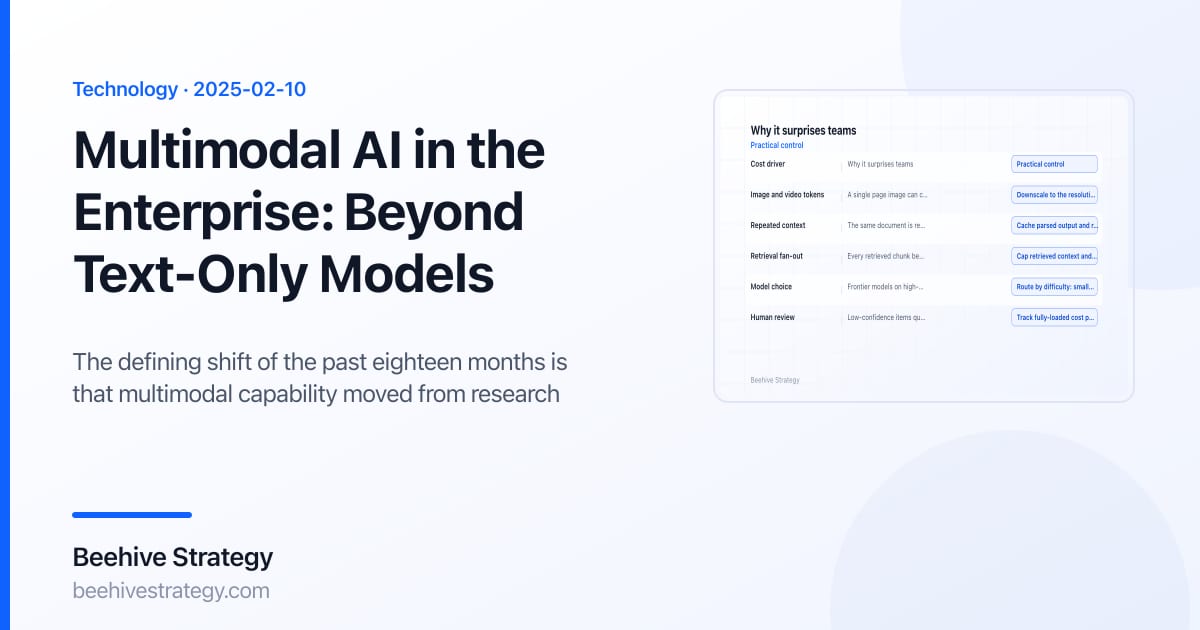 Technology · 2025-02-10
Multimodal AI in the
Enterprise: Beyond
Text-Only Models
The defining shift of the past eighteen months is
that multimodal capability moved from research
Beehive Strategy
beehivestrategy.com
Why it surprises teams
Practical control
Cost driver Why it surprises teams Practical control
Image and video tokens A single page image can c... Downscale to the resoluti...
Repeated context The same document is re... Cache parsed output and r...
Retrieval fan-out Every retrieved chunk be... Cap retrieved context and...
Model choice Frontier models on high-... Route by difficulty: small...
Human review Low-confidence items qu... Track fully-loaded cost p...
Beehive Strategy